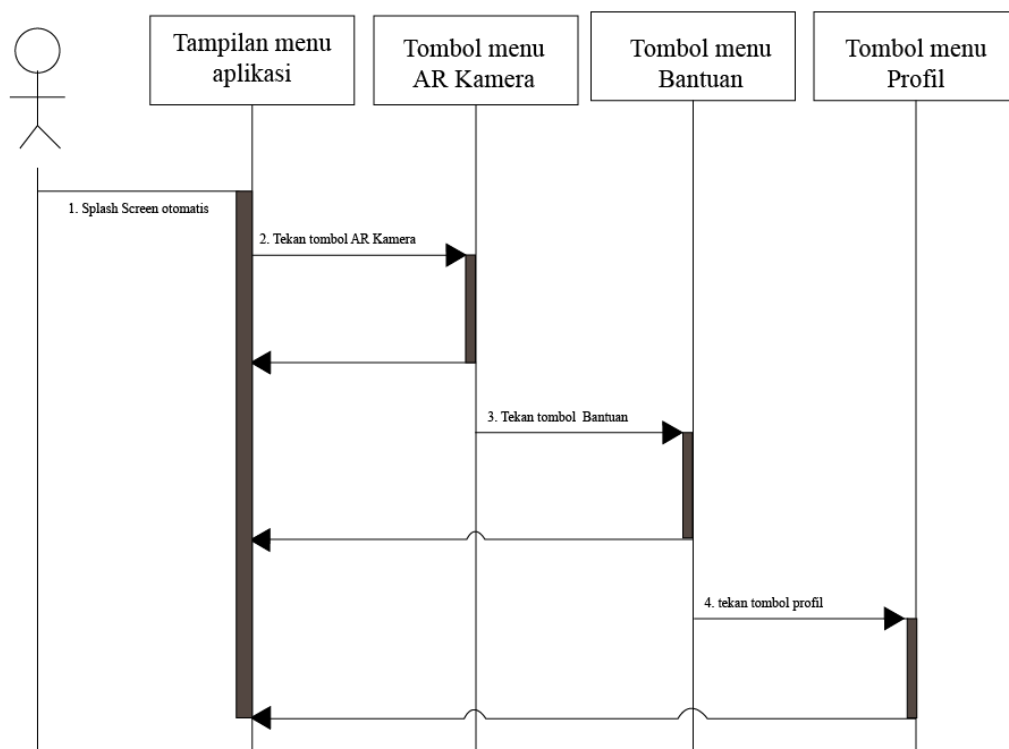 Tampilan menu
aplikasi
Tombol menu
AR Kamera
Tombol menu
Bantuan
Tombol menu
Profil
1. Splash Screen otomatis
2. Tekan tombol AR Kamera
3. Tekan tombol Bantuan
4. tekan tombol profil